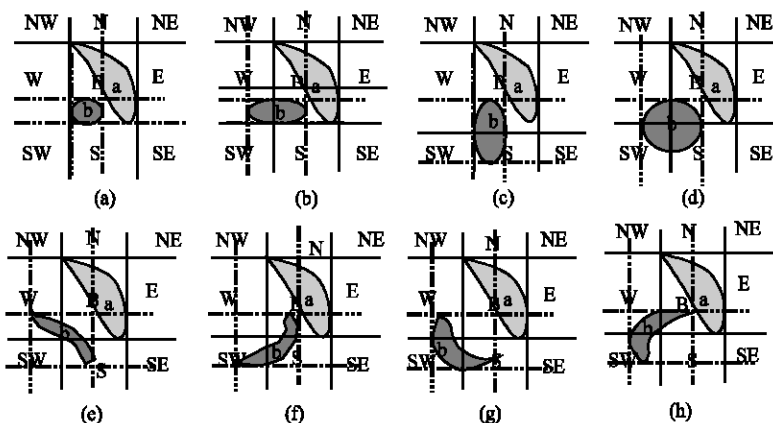 NW N NE NW N NE NW N NE NW N NE
W B a E W B a E W B a E W B a E
b b b b
SW S SE SW S SE SW S SE SW S SE
(a) (b) (c) (d)
NW N NE NW N NE NW N NE NW N NE
W B a E W a E W B a E W B a E
b b b b
SW S SE SW S SE SW S SE SW S SE
(e) (f) (g) (h)